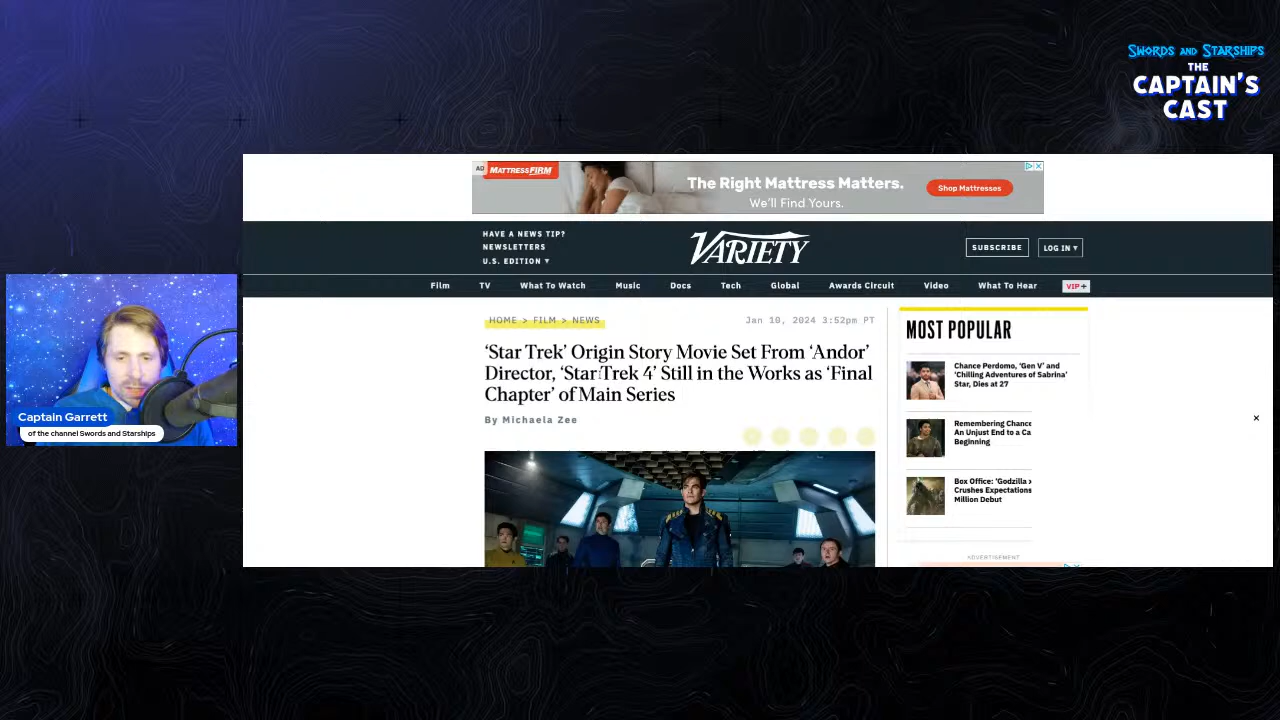 SWORDS AND STARSHIPS
THE
CAPTAIN'S
CAST
AD
MATTRESSFIRM
The Right Mattress Matters.
We'll Find Yours.
Shop Mattresses
HAVE A NEWS TIP?
NEWSLETTERS
U.S. EDITION
VARIETY
SUBSCRIBE
LOG IN
Film TV What To Watch Music Docs Tech Global Awards Circuit Video What To Hear VIP+
HOME > FILM > NEWS
Jan 10, 2024 3:52pm PT
'Star Trek' Origin Story Movie Set From 'Andor'
Director, 'Star Trek 4' Still in the Works as 'Final
Chapter' of Main Series
By Michaela Zee
MOST POPULAR
Chance Perdomo, 'Gen V' and
'Chilling Adventures of Sabrina'
Star, Dies at 27
Remembering Chance
An Unjust End to a Ca
Beginning
Box Office: 'Godzilla x
Crushes Expectations
Million Debut
ADVERTISEMENT
Captain Garrett
of the channel Swords and Starships